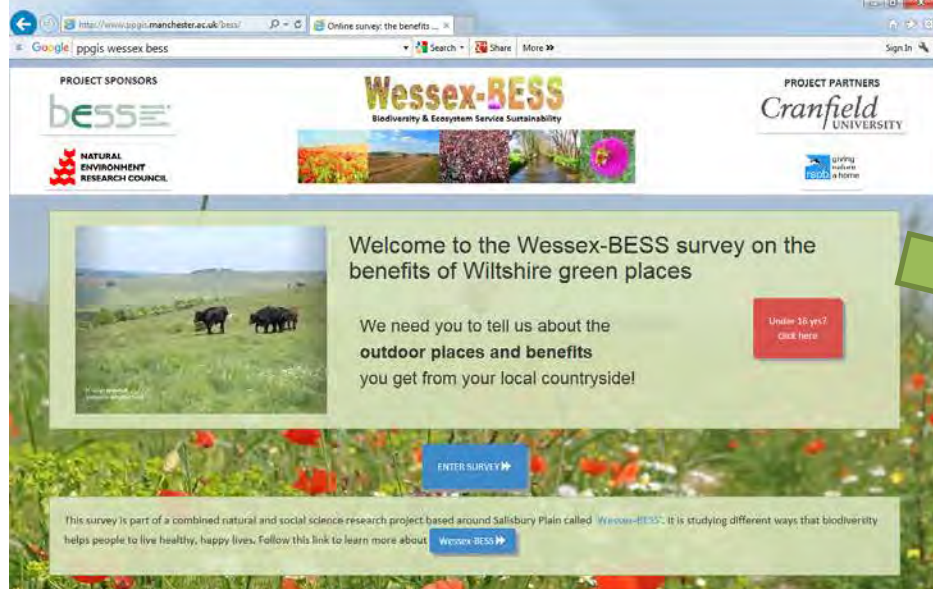 http://www.ppgis.manchester.ac.uk/bess/
Online survey: the benefits ...
Google ppgis wessex bess Search Share More » Sign In
PROJECT SPONSORS
bess
NATURAL
ENVIRONMENT
RESEARCH COUNCIL
Wessex-BESS
Biodiversity & Ecosystem Service Sustainability
PROJECT PARTNERS
Cranfield
UNIVERSITY
rspb
giving
nature
a home
Welcome to the Wessex-BESS survey on the
benefits of Wiltshire green places
We need you to tell us about the
outdoor places and benefits
you get from your local countryside!
Under 16 yrs?
Click here
ENTER SURVEY
This survey is part of a combined natural and social science research project based around Salisbury Plain called 'Wessex-BESS'. It is studying different ways that biodiversity
helps people to live healthy, happy lives. Follow this link to learn more about Wessex-BESS